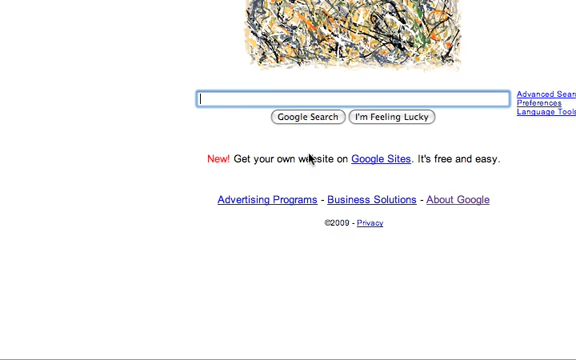 Advanced Sear
Preferences
Language Tools
Google Search I'm Feeling Lucky
New! Get your own website on Google Sites. It's free and easy.
Advertising Programs - Business Solutions - About Google
©2009 - Privacy